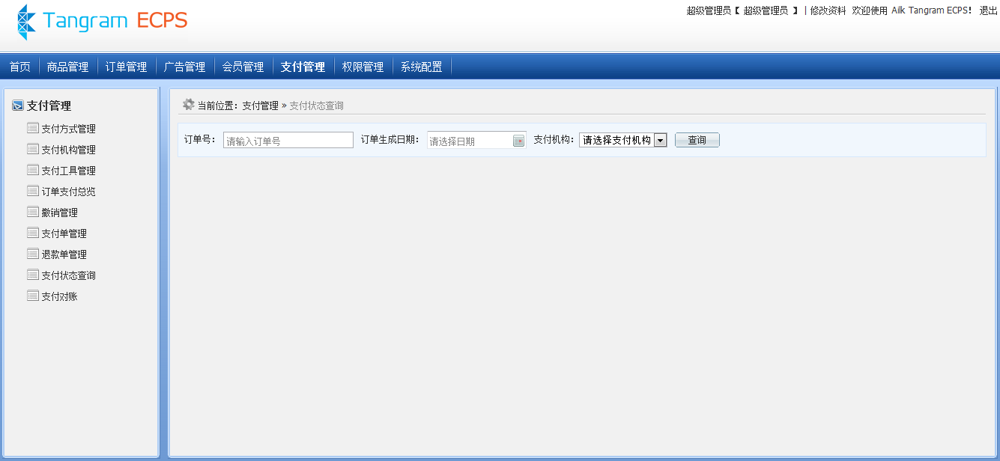 Tangram ECPS
超级管理员【 超级管理员 】 | 修改资料 欢迎使用 Ailk Tangram ECPS! 退出
首页 商品管理 订单管理 广告管理 会员管理 支付管理 权限管理 系统配置
支付管理
支付方式管理
支付机构管理
支付工具管理
订单支付总览
撤销管理
支付单管理
退款单管理
支付状态查询
支付对账
当前位置：支付管理 » 支付状态查询
订单号： 请输入订单号 订单生成日期： 请选择日期 支付机构： 请选择支付机构 查询